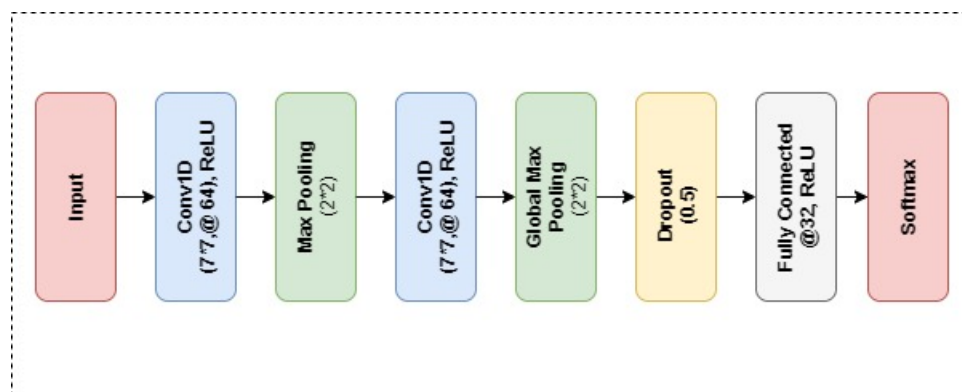 Input
Conv1D
(7*7,@ 64), ReLU
Max Pooling
(2*2)
Conv1D
(7*7,@ 64), ReLU
Global Max
Pooling
(2*2)
Dropout
(0.5)
Fully Connected
@32, ReLU
Softmax